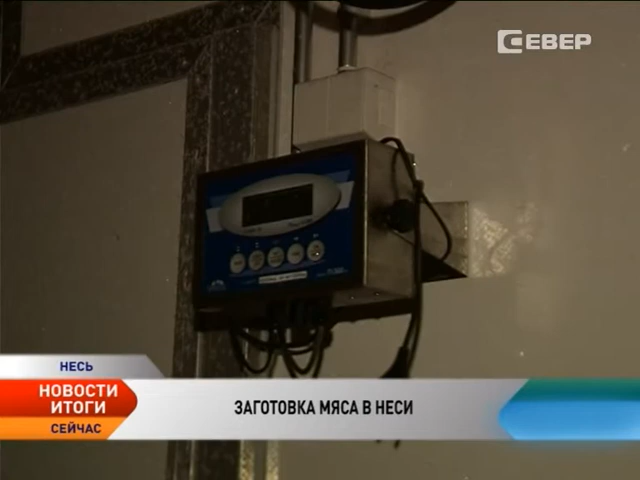 СЕВЕР
НЕСЬ
НОВОСТИ
ИТОГИ
СЕЙЧАС
ЗАГОТОВКА МЯСА В НЕСИ